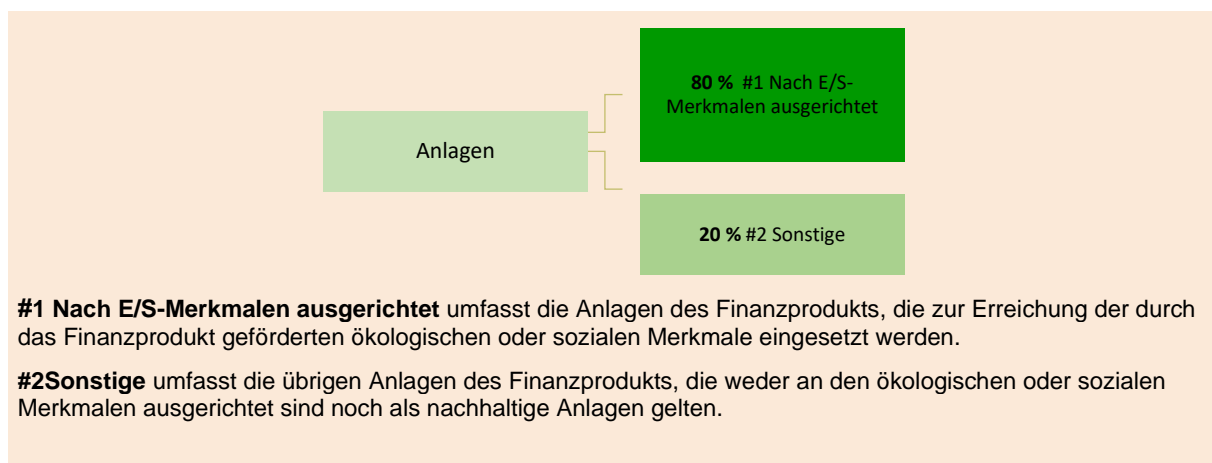 80 % #1 Nach E/S-
Merkmalen ausgerichtet
Anlagen
20 % #2 Sonstige
#1 Nach E/S-Merkmalen ausgerichtet umfasst die Anlagen des Finanzprodukts, die zur Erreichung der durch
das Finanzprodukt geförderten ökologischen oder sozialen Merkmale eingesetzt werden.
#2Sonstige umfasst die übrigen Anlagen des Finanzprodukts, die weder an den ökologischen oder sozialen
Merkmalen ausgerichtet sind noch als nachhaltige Anlagen gelten.